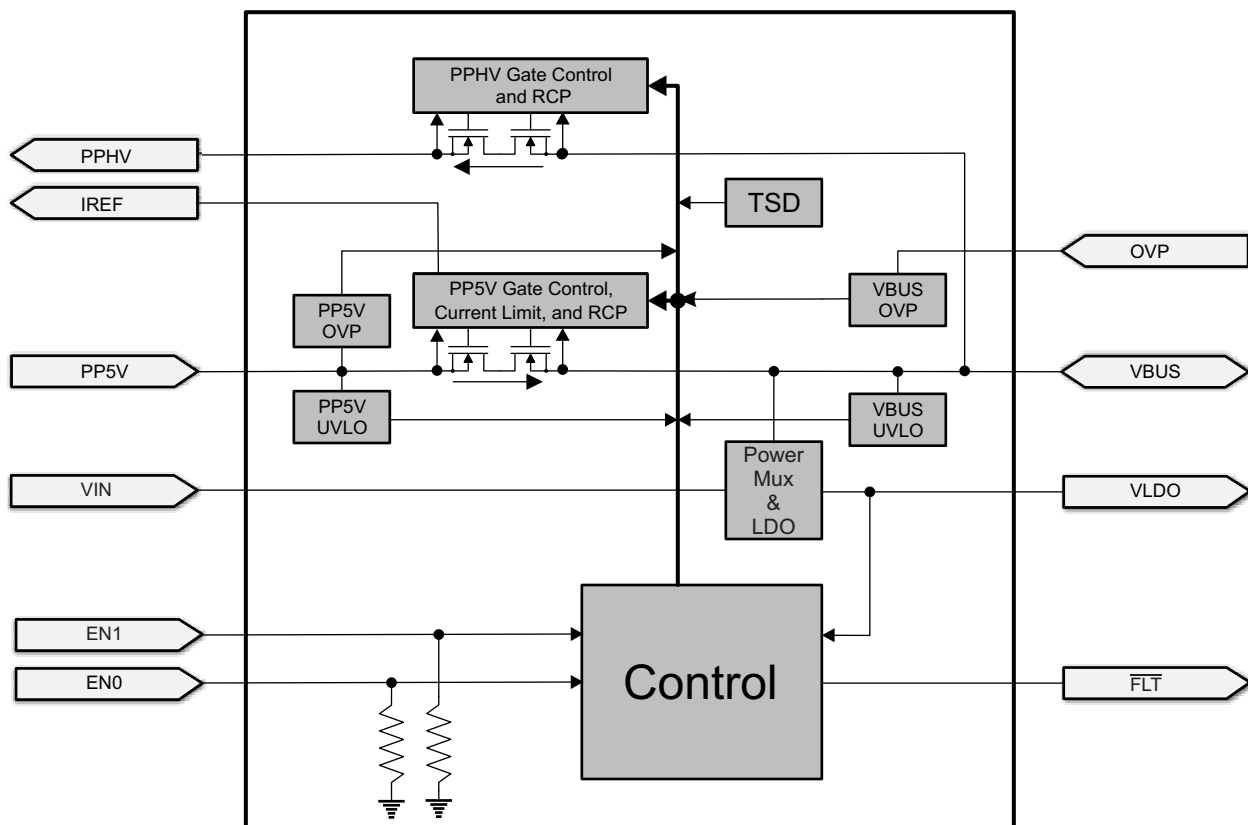 PPHV Gate Control
and RCP
PPHV
IREF
TSD
OVP
PP5V Gate Control,
Current Limit, and RCP
PP5V
OVP
VBUS
OVP
PP5V
VBUS
PP5V
UVLO
VBUS
UVLO
Power
Mux
&
LDO
VIN
VLDO
EN1
EN0
Control
FLT